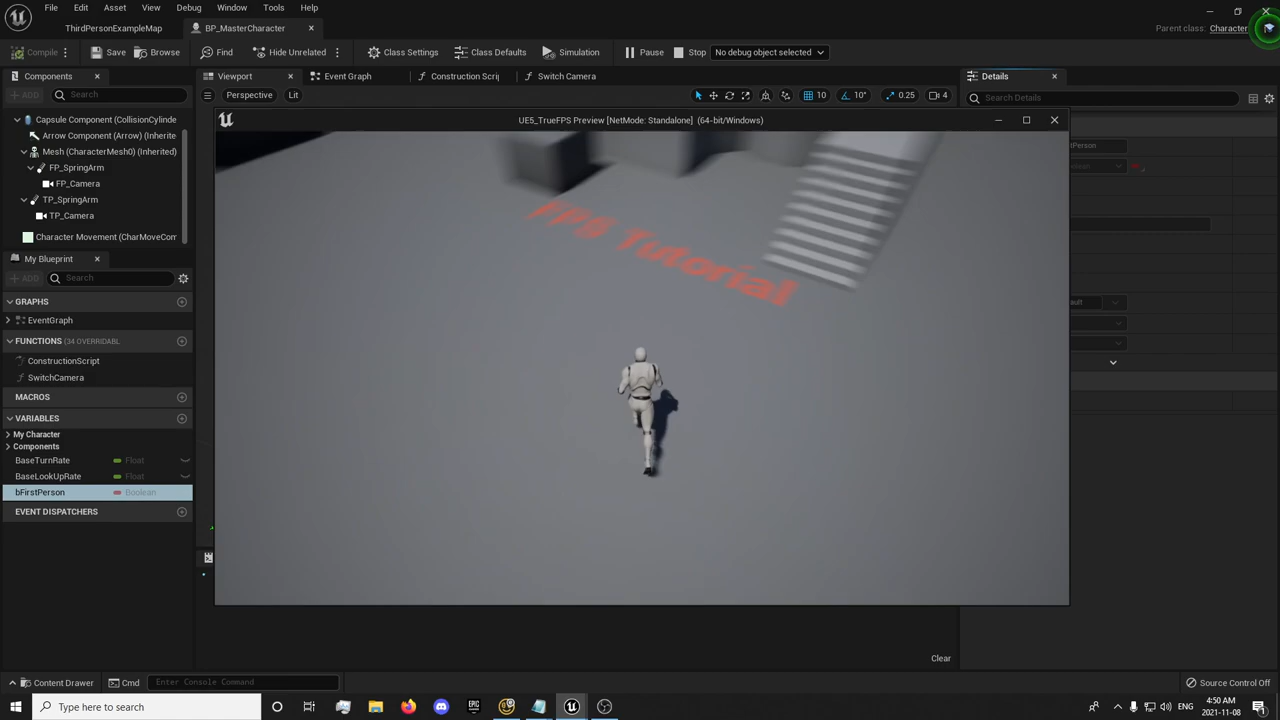 File Edit Asset View Debug Window Tools Help
ThirdPersonExampleMap BP_MasterCharacter
Parent class: Character
Compile Save Browse Find Hide Unrelated Class Settings Class Defaults Simulation Pause Stop No debug object selected
Components Viewport Event Graph Construction Scrip Switch Camera Details
ADD Search Perspective Lit 10 10° 0.25 4 Search Details
Capsule Component (CollisionCylinde
Arrow Component (Arrow) (Inherite
Mesh (CharacterMesh0) (Inherited)
FP_SpringArm
FP_Camera
TP_SpringArm
TP_Camera
Character Movement (CharMoveCom
My Blueprint
ADD Search
GRAPHS
EventGraph
FUNCTIONS (34 OVERRIDABL
ConstructionScript
SwitchCamera
MACROS
VARIABLES
My Character
Components
BaseTurnRate Float
BaseLookUpRate Float
bFirstPerson Boolean
EVENT DISPATCHERS
UE5_TrueFPS Preview [NetMode: Standalone] (64-bit/Windows)
FPS Tutorial
Clear
Content Drawer Cmd Enter Console Command Source Control Off
Type here to search
4:50 AM
2021-11-08